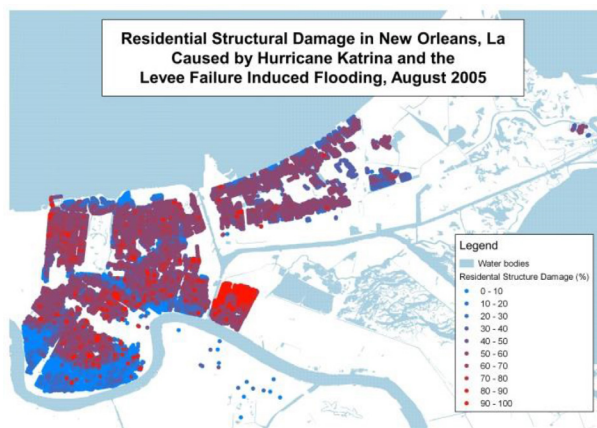 Residential Structural Damage in New Orleans, La
Caused by Hurricane Katrina and the
Levee Failure Induced Flooding, August 2005
Legend
Water bodies
Residential Structure Damage (%)
0 - 10
10 - 20
20 - 30
30 - 40
40 - 50
50 - 60
60 - 70
70 - 80
80 - 90
90 - 100